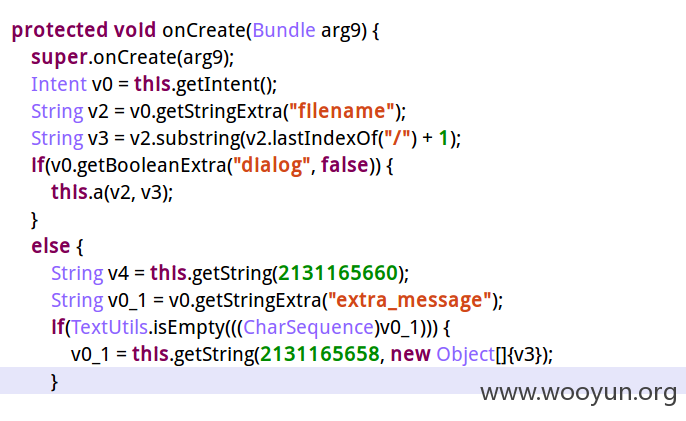 protected void onCreate(Bundle arg9) {
super.onCreate(arg9);
Intent v0 = this.getIntent();
String v2 = v0.getStringExtra("filename");
String v3 = v2.substring(v2.lastIndexOf("/") + 1);
if(v0.getBooleanExtra("dialog", false)) {
this.a(v2, v3);
}
else {
String v4 = this.getString(2131165660);
String v0_1 = v0.getStringExtra("extra_message");
if(TextUtils.isEmpty(((CharSequence)v0_1))) {
v0_1 = this.getString(2131165658, new Object[]{v3});
}
www.wooyun.org